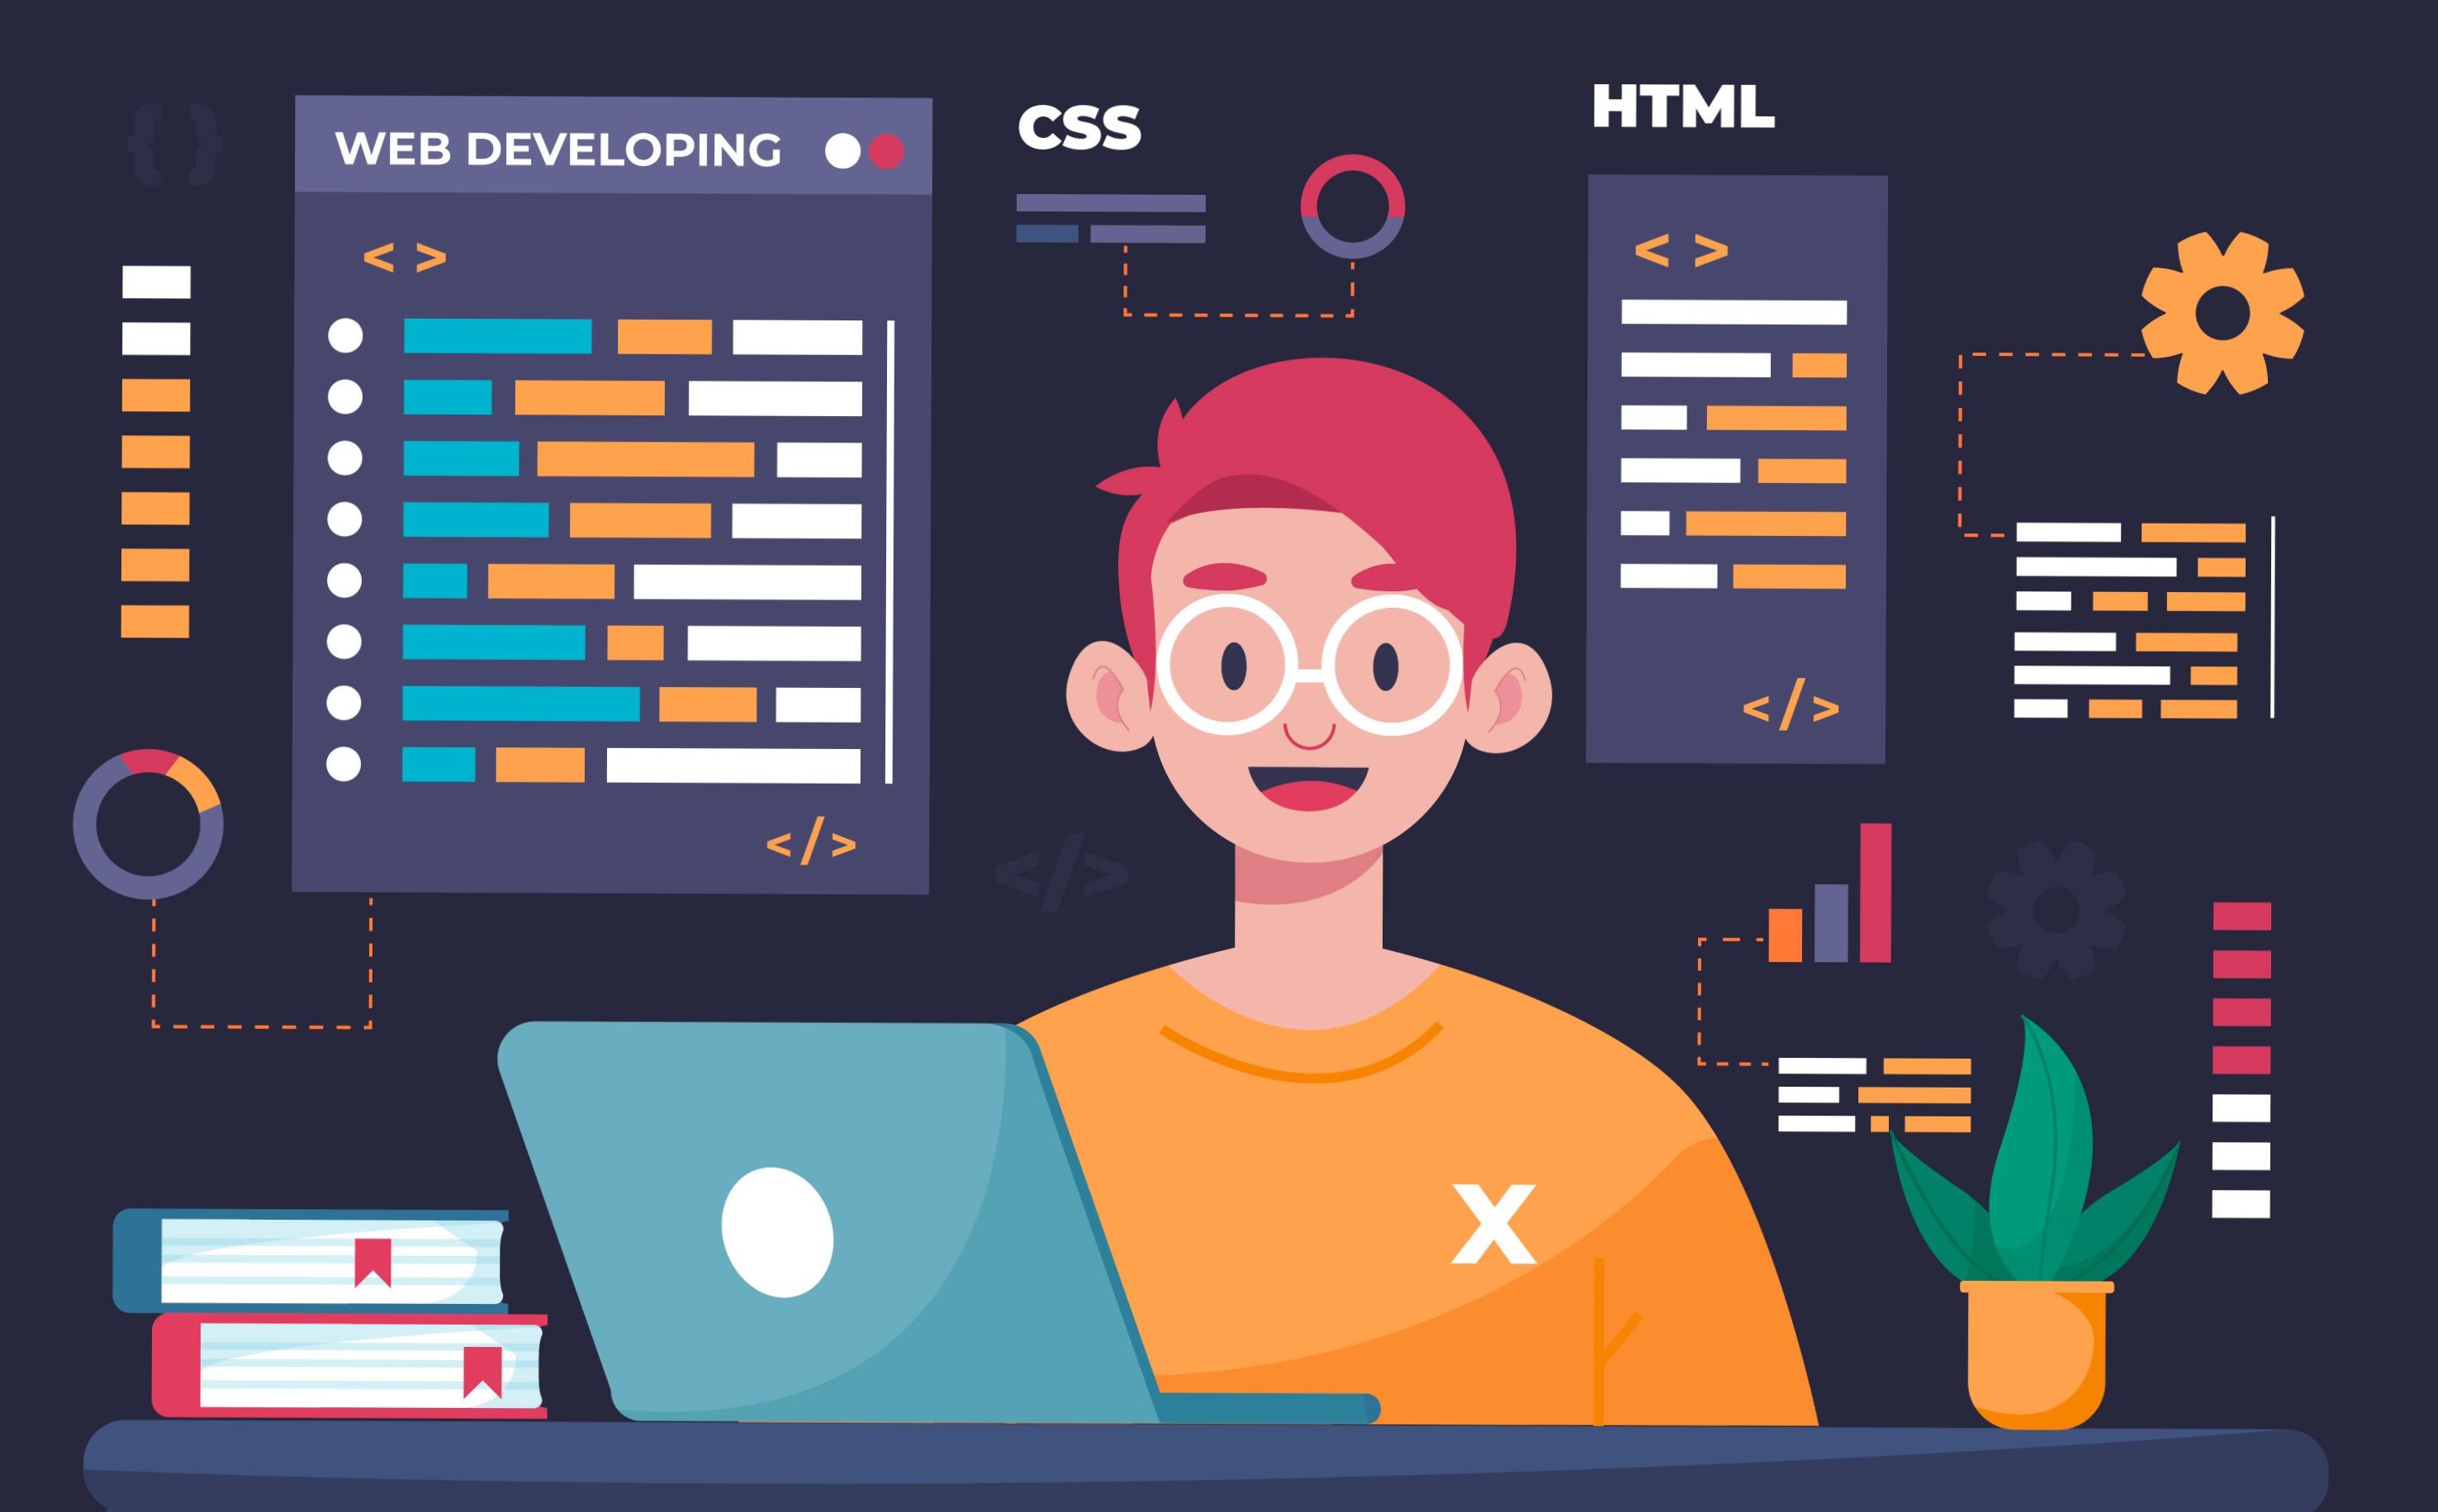 { }
WEB DEVELOPING
< >
</>
CSS
HTML
< >
</>
</>
X